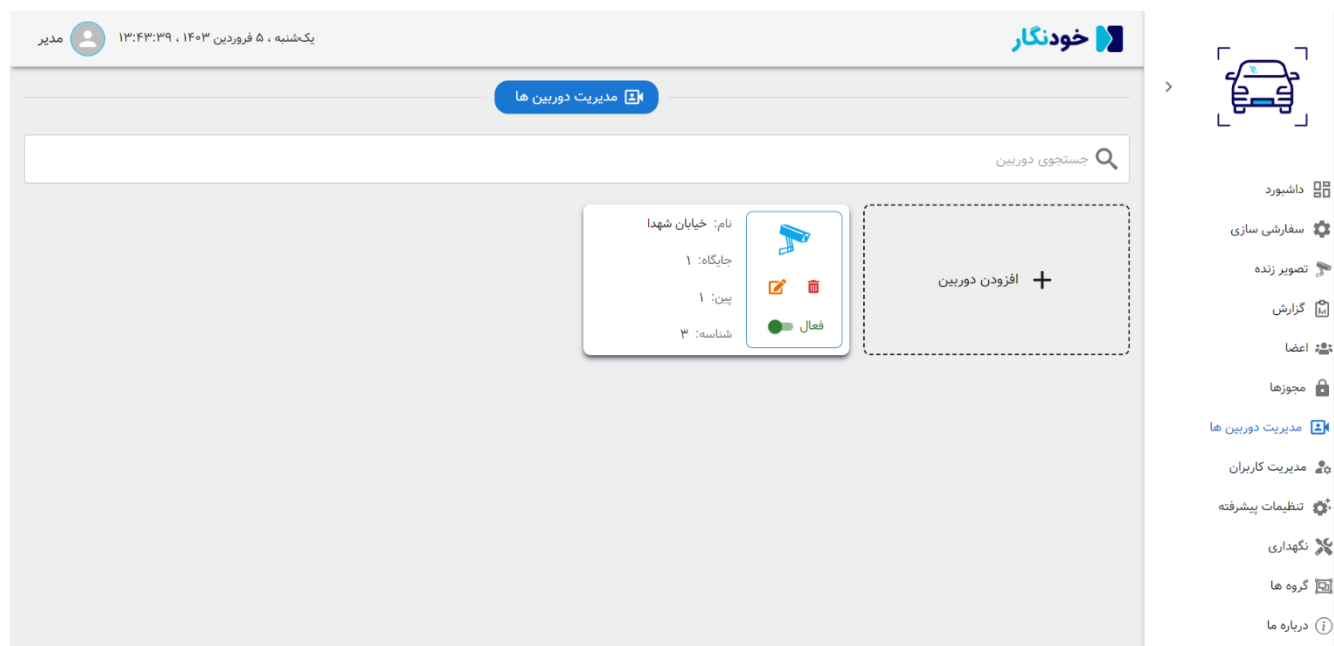 خودنگار
یک‌شنبه ، ۵ فروردین ۱۴۰۳ ، ۱۳:۴۳:۳۹
مدیر
داشبورد
سفارشی سازی
تصویر زنده
گزارش
اعضا
مجوزها
مدیریت دوربین ها
مدیریت کاربران
تنظیمات پیشرفته
نگهداری
گروه ها
درباره ما
مدیریت دوربین ها
جستجوی دوربین
افزودن دوربین
فعال
نام: خیابان شهدا
جایگاه: ۱
پین: ۱
شناسه: ۳